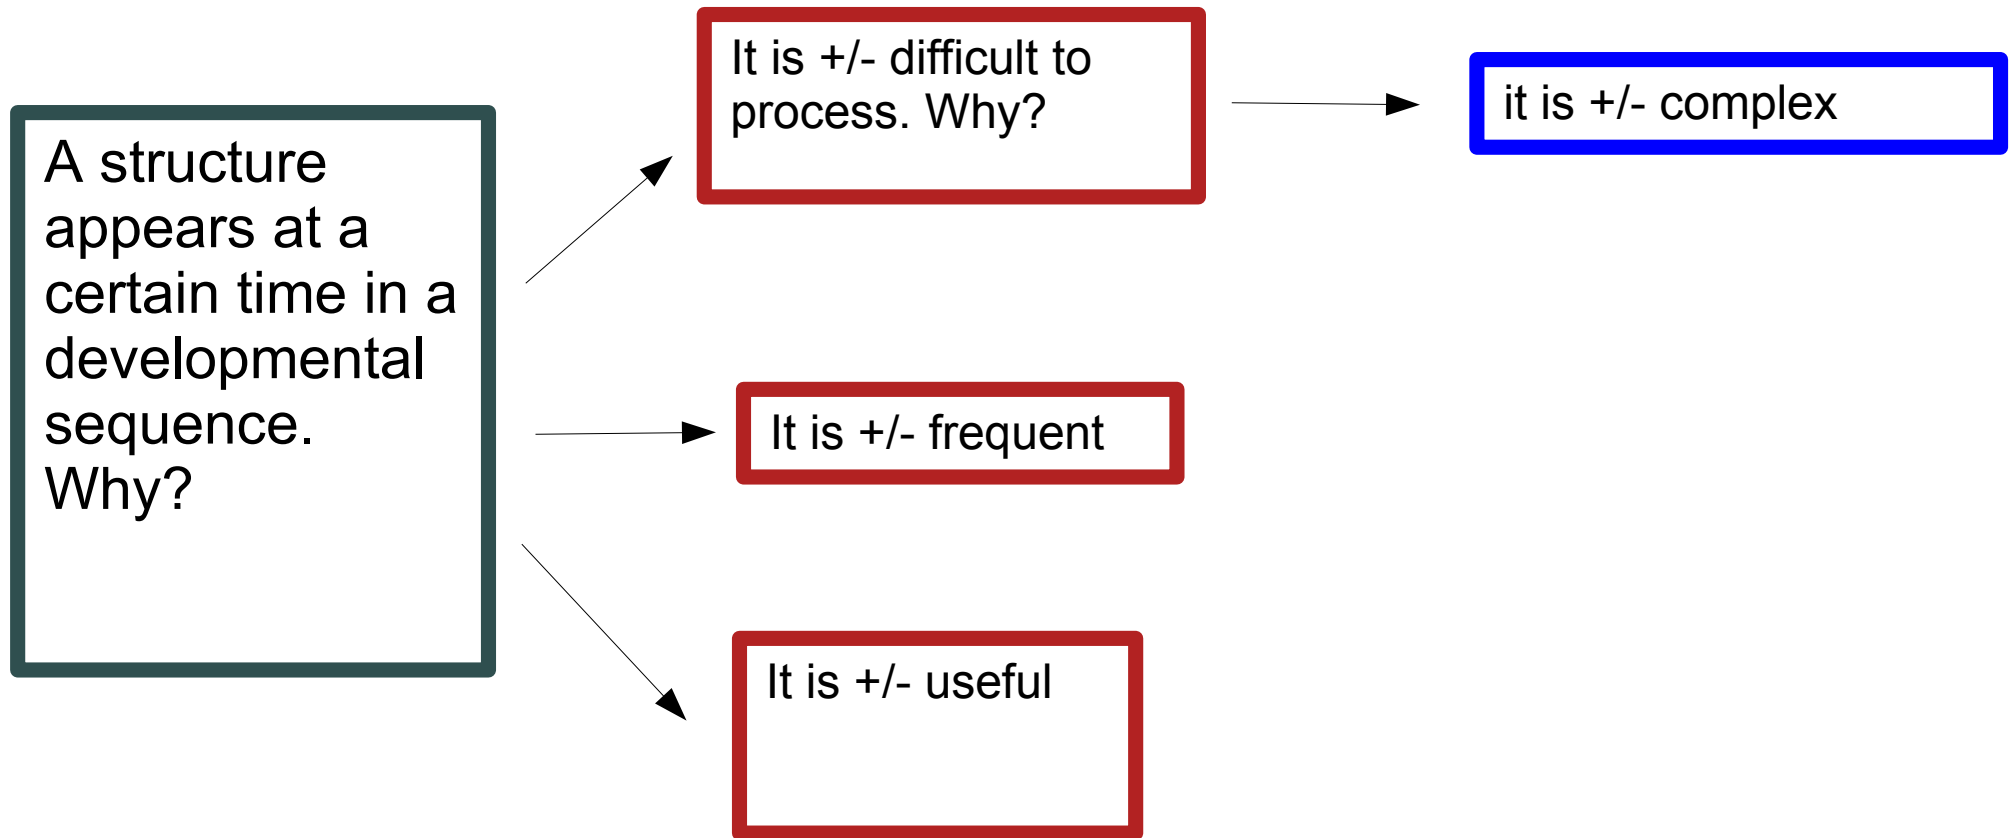 A structure
appears at a
certain time in a
developmental
sequence.
Why?
It is +/- difficult to
process. Why?
it is +/- complex
It is +/- frequent
It is +/- useful